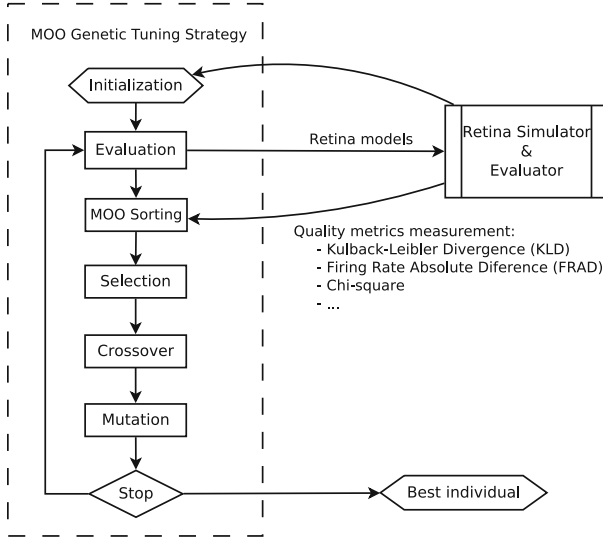 MOO Genetic Tuning Strategy
Initialization
Evaluation
Retina models
Retina Simulator
&
Evaluator
MOO Sorting
Quality metrics measurement:
- Kulback-Leibler Divergence (KLD)
- Firing Rate Absolute Diference (FRAD)
- Chi-square
- ...
Selection
Crossover
Mutation
Stop
Best individual